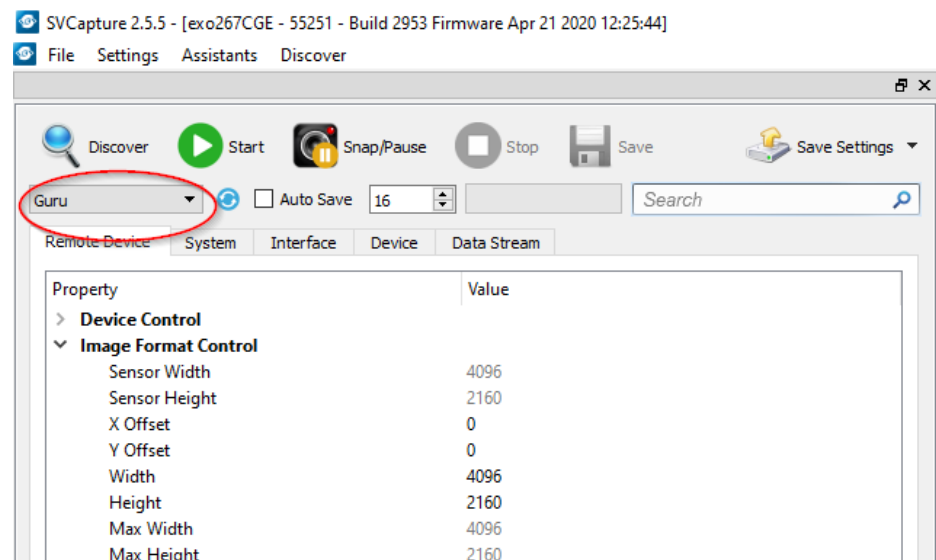 SVCapture 2.5.5 - [exo267CGE - 55251 - Build 2953 Firmware Apr 21 2020 12:25:44]
File Settings Assistants Discover
Discover Start Snap/Pause Stop Save Save Settings
Guru Auto Save 16 Search
Remote Device System Interface Device Data Stream
Property Value
Device Control
Image Format Control
Sensor Width 4096
Sensor Height 2160
X Offset 0
Y Offset 0
Width 4096
Height 2160
Max Width 4096
Max Height 2160